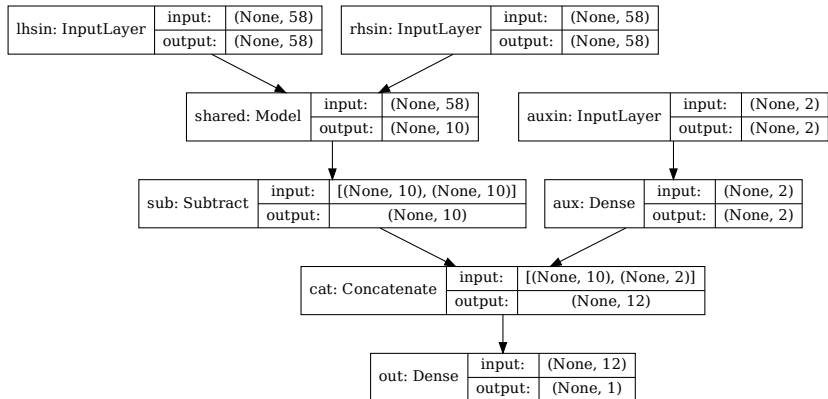 lhsin: InputLayer
input: (None, 58)
output: (None, 58)
rhsin: InputLayer
input: (None, 58)
output: (None, 58)
shared: Model
input: (None, 58)
output: (None, 10)
auxin: InputLayer
input: (None, 2)
output: (None, 2)
sub: Subtract
input: [(None, 10), (None, 10)]
output: (None, 10)
aux: Dense
input: (None, 2)
output: (None, 2)
cat: Concatenate
input: [(None, 10), (None, 2)]
output: (None, 12)
out: Dense
input: (None, 12)
output: (None, 1)